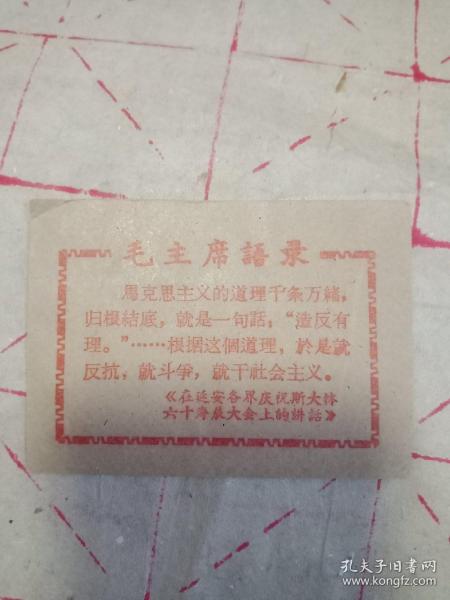 毛主席語录
馬克思主义的道理千条万緒，
归根結底，就是一句話，“造反有
理。”……根据这個道理，於是就
反抗，就斗爭，就干社会主义。
《在延安各界庆祝斯大林
六十寿辰大会上的讲話》
孔夫子旧书网
www.kongfz.com